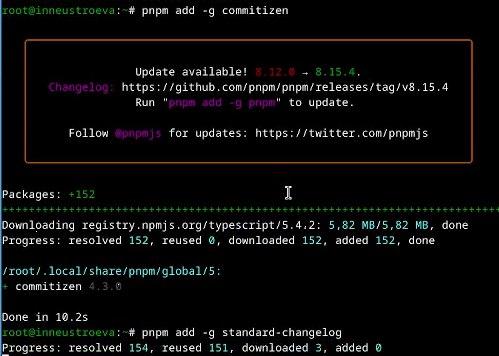 root@inneustroeva:~# pnpm add -g commitizen
Update available! 8.12.0 → 8.15.4.
Changelog: https://github.com/pnpm/pnpm/releases/tag/v8.15.4
Run "pnpm add -g pnpm" to update.
Follow @pnpmjs for updates: https://twitter.com/pnpmjs
Packages: +152
++++++++++++++++++++++++++++++++++++++++++++++++++++++++++++++++++++++++
Downloading registry.npmjs.org/typescript/5.4.2: 5,82 MB/5,82 MB, done
Progress: resolved 152, reused 0, downloaded 152, added 152, done
/root/.local/share/pnpm/global/5:
+ commitizen 4.3.0
Done in 10.2s
root@inneustroeva:~# pnpm add -g standard-changelog
Progress: resolved 154, reused 151, downloaded 3, added 0